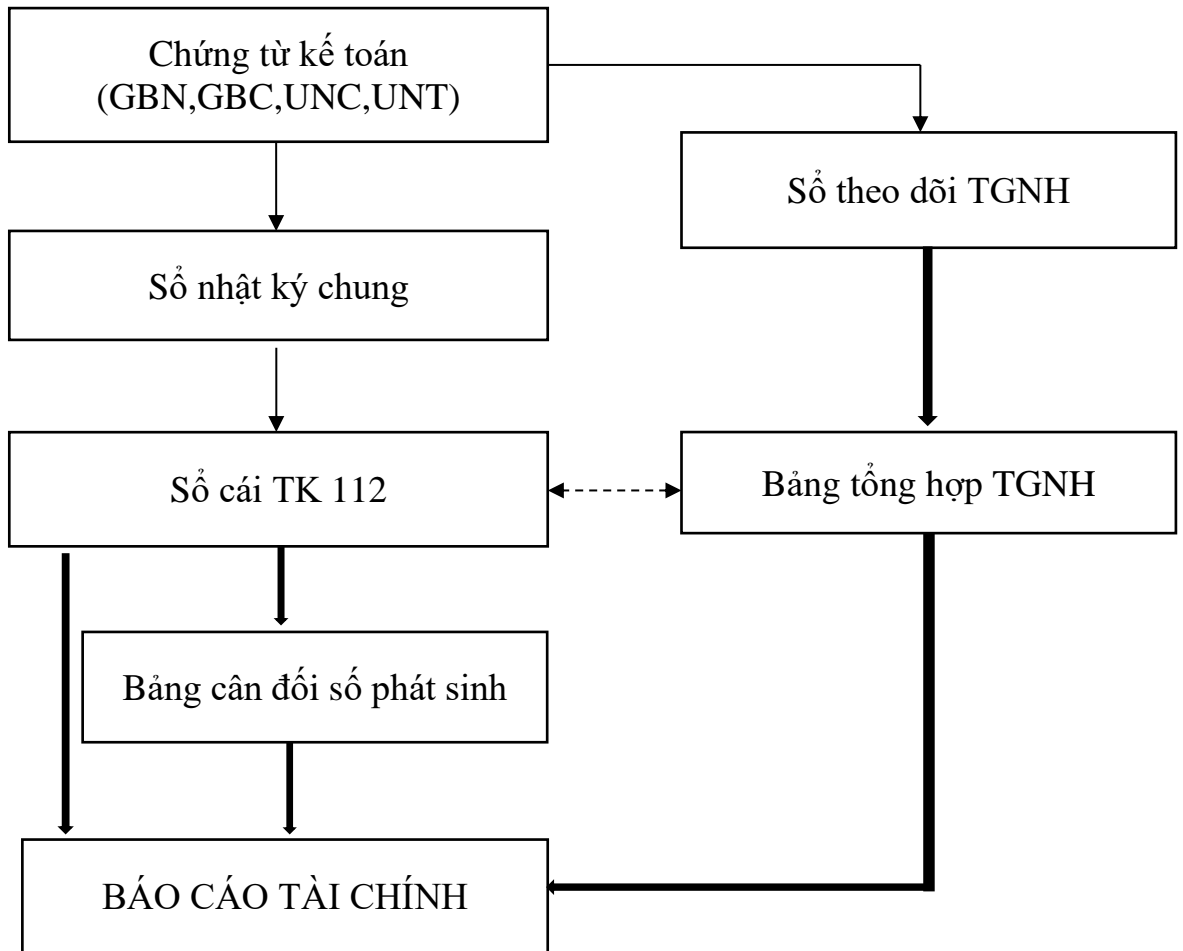 Chứng từ kế toán
(GBN,GBC,UNC,UNT)
Sổ theo dõi TGNH
Sổ nhật ký chung
Sổ cái TK 112
Bảng tổng hợp TGNH
Bảng cân đối số phát sinh
BÁO CÁO TÀI CHÍNH